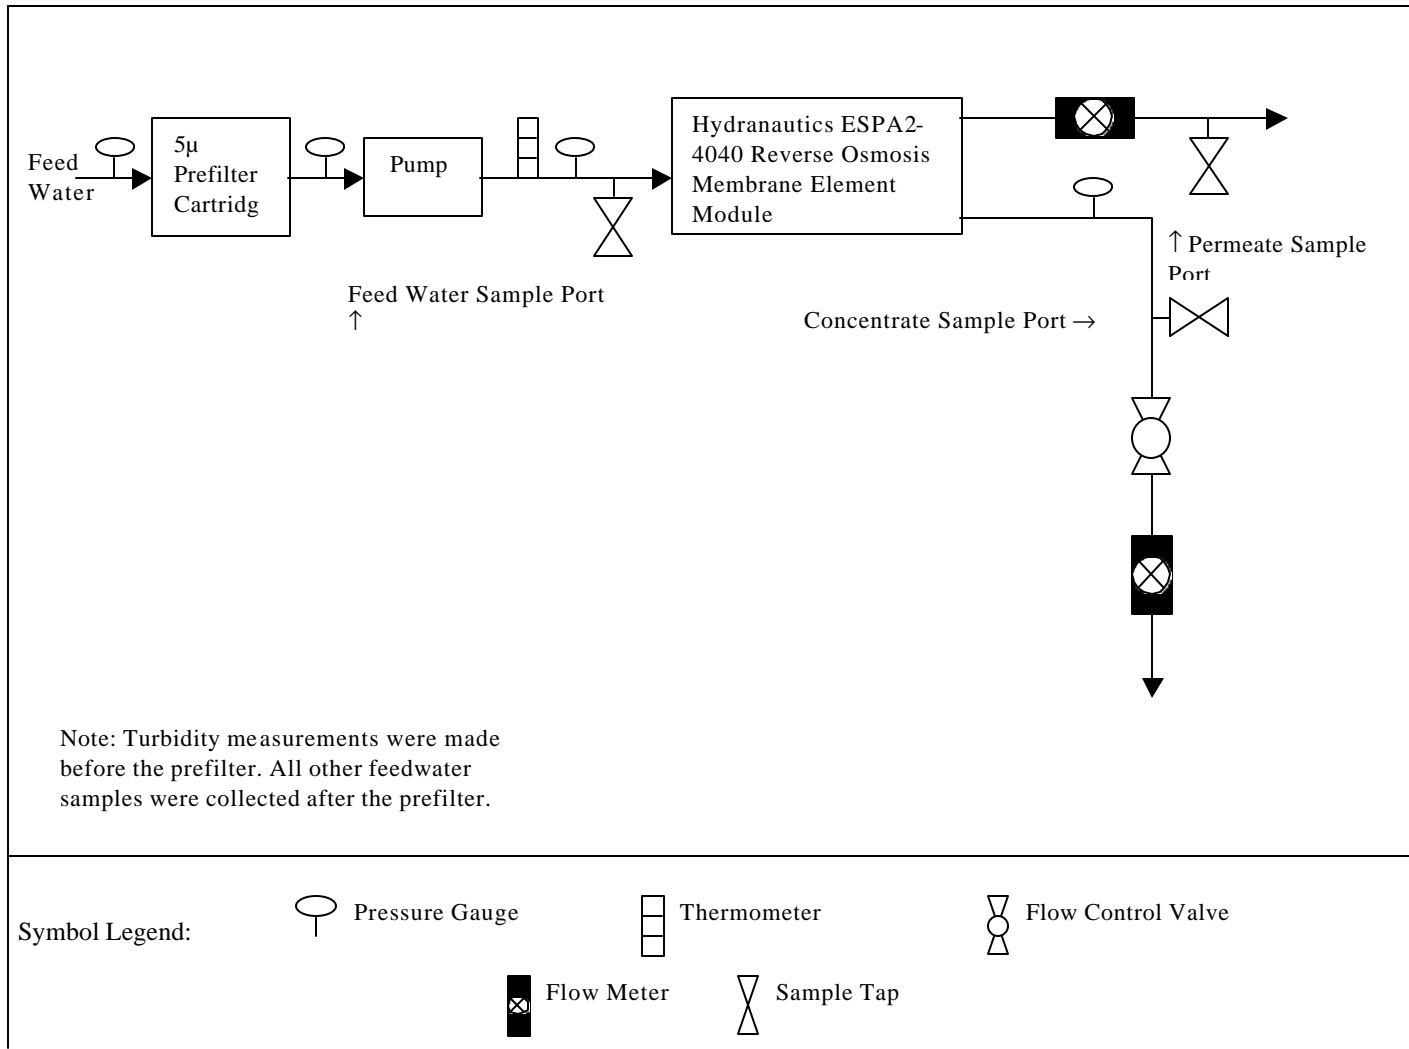 Feed
Water
5µ
Prefilter
Cartridg
Pump
Hydranautics ESPA2-
4040 Reverse Osmosis
Membrane Element
Module
↑ Permeate Sample
Port
Feed Water Sample Port
↑
Concentrate Sample Port →
Note: Turbidity measurements were made
before the prefilter. All other feedwater
samples were collected after the prefilter.
Symbol Legend:
Pressure Gauge
Thermometer
Flow Control Valve
Flow Meter
Sample Tap